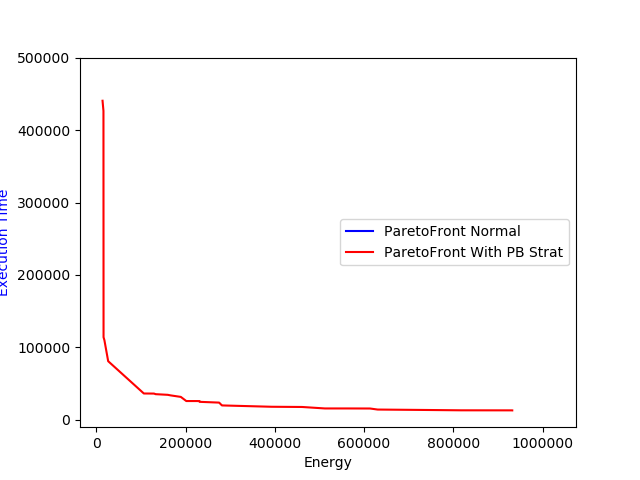 500000
400000
300000
200000
100000
0
Execution Time
ParetoFront Normal
ParetoFront With PB Strat
0 200000 400000 600000 800000 1000000
Energy